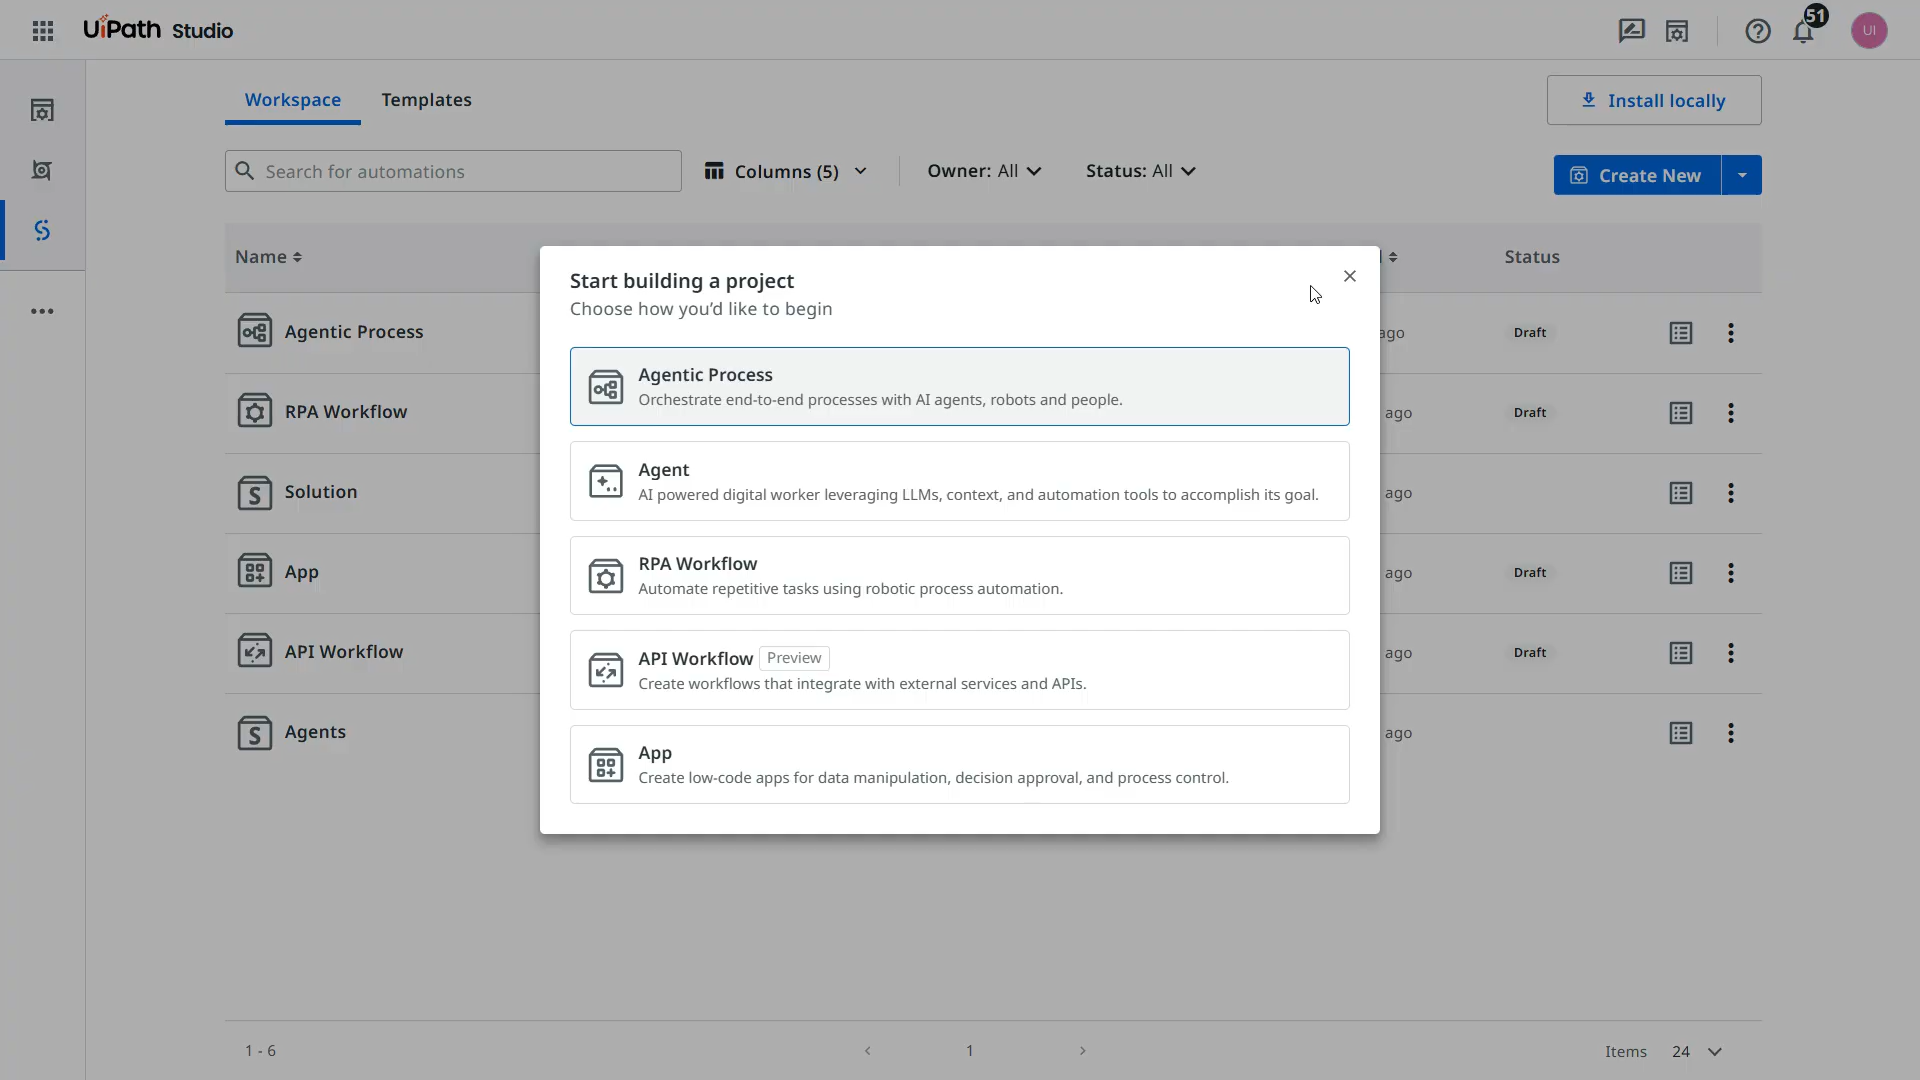 UiPath Studio
51
UI
Workspace
Templates
Install locally
Search for automations
Columns (5)
Owner: All
Status: All
Create New
Name
Status
Start building a project
Choose how you’d like to begin
Agentic Process
ago
Draft
Agentic Process
Orchestrate end-to-end processes with AI agents, robots and people.
RPA Workflow
ago
Draft
Agent
AI powered digital worker leveraging LLMs, context, and automation tools to accomplish its goal.
Solution
ago
RPA Workflow
Automate repetitive tasks using robotic process automation.
App
ago
Draft
API Workflow
ago
Draft
API Workflow Preview
Create workflows that integrate with external services and APIs.
Agents
ago
App
Create low-code apps for data manipulation, decision approval, and process control.
1 - 6
1
Items 24